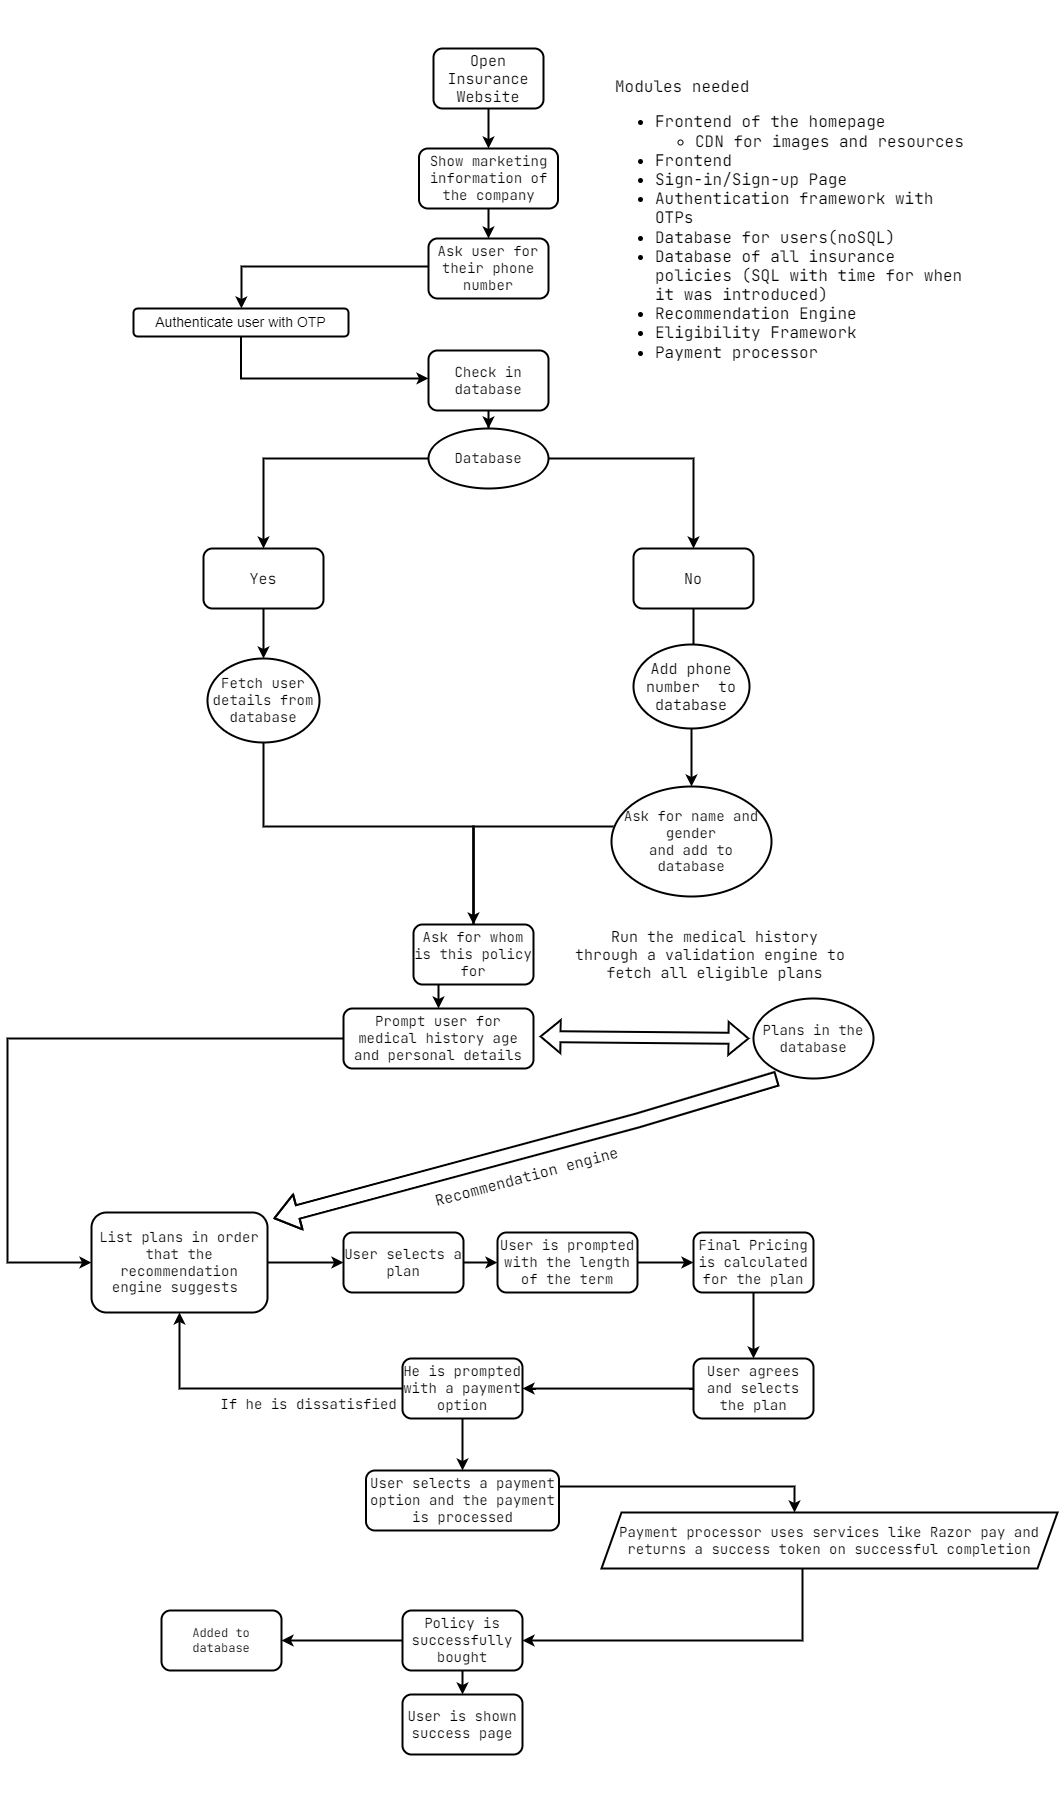 Open
Insurance
Website
Modules needed
Frontend of the homepage
CDN for images and resources
Frontend
Sign-in/Sign-up Page
Authentication framework with
OTPs
Database for users(noSQL)
Database of all insurance
policies (SQL with time for when
it was introduced)
Recommendation Engine
Eligibility Framework
Payment processor
Show marketing
information of
the company
Ask user for
their phone
number
Authenticate user with OTP
Check in
database
Database
Yes
No
Fetch user
details from
database
Add phone
number to
database
Ask for name and
gender
and add to
database
Ask for whom
is this policy
for
Run the medical history
through a validation engine to
fetch all eligible plans
Prompt user for
medical history age
and personal details
Plans in the
database
Recommendation engine
List plans in order
that the
recommendation
engine suggests
User selects a
plan
User is prompted
with the length
of the term
Final Pricing
is calculated
for the plan
User agrees
and selects
the plan
He is prompted
with a payment
option
If he is dissatisfied
User selects a payment
option and the payment
is processed
Payment processor uses services like Razor pay and
returns a success token on successful completion
Policy is
successfully
bought
Added to
database
User is shown
success page